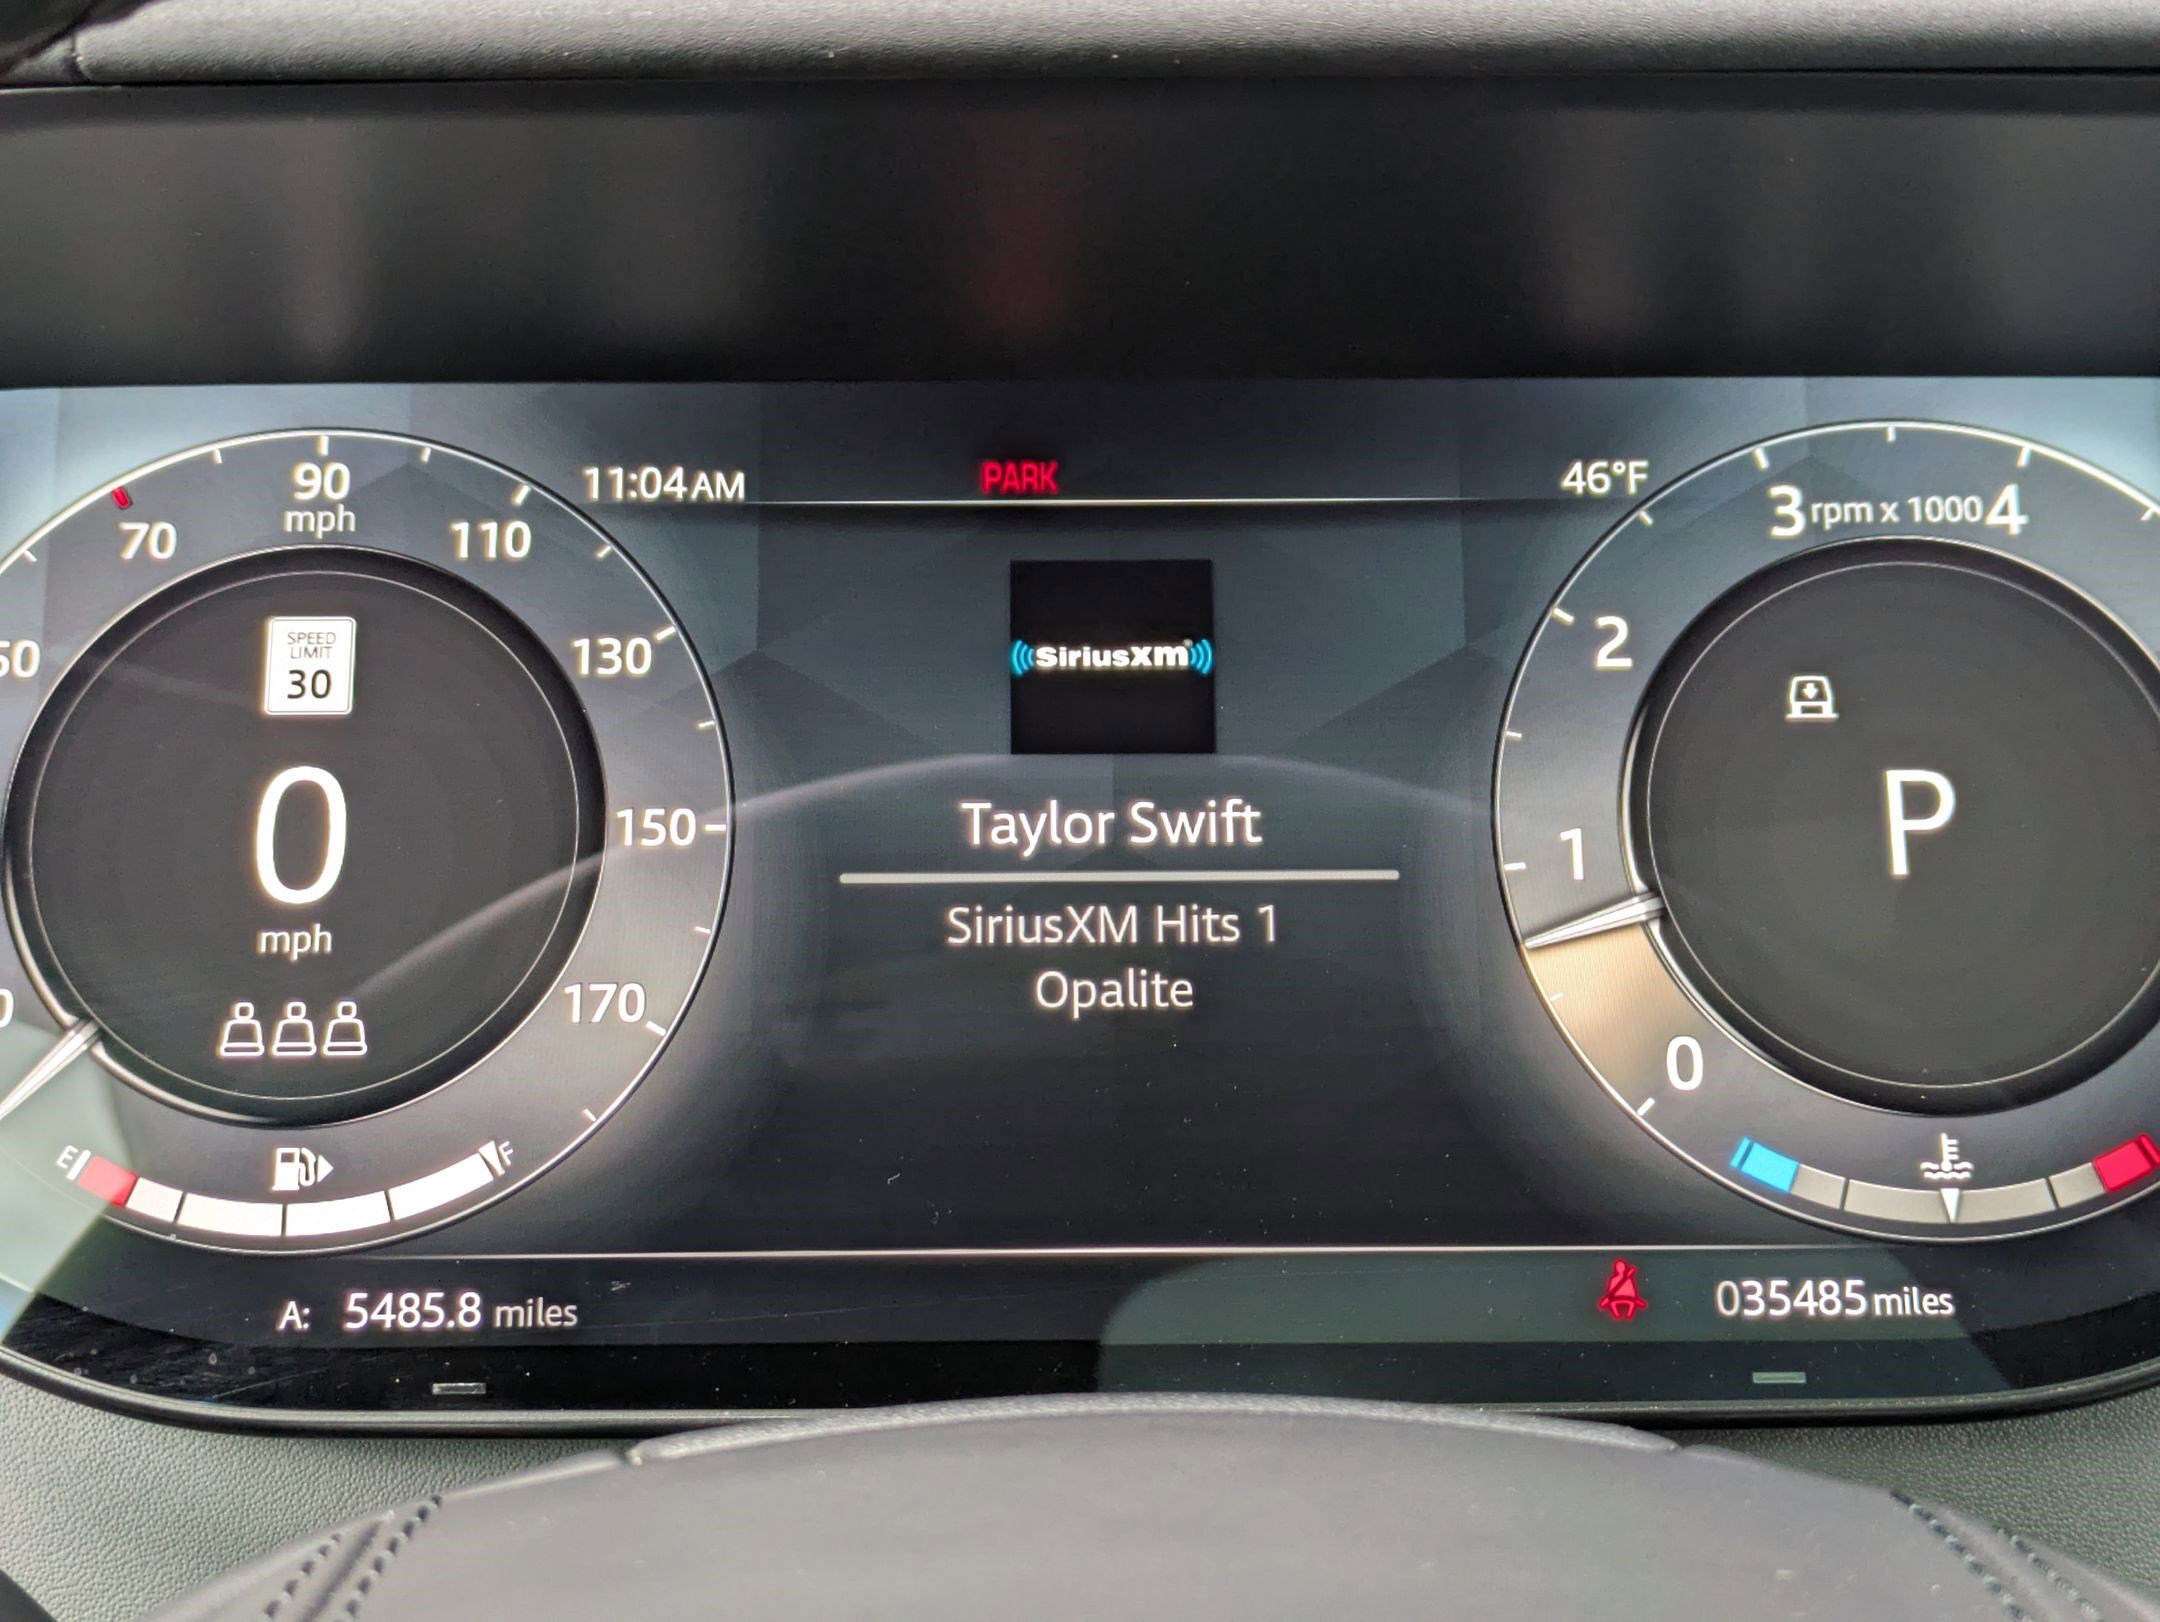 11:04AM
PARK
46°F
90
mph
70
110
130
150
170
SPEED
LIMIT
30
0
mph
E
F
SiriusXM
Taylor Swift
SiriusXM Hits 1
Opalite
3 rpm x 1000 4
2
1
0
P
A: 5485.8 miles
035485 miles